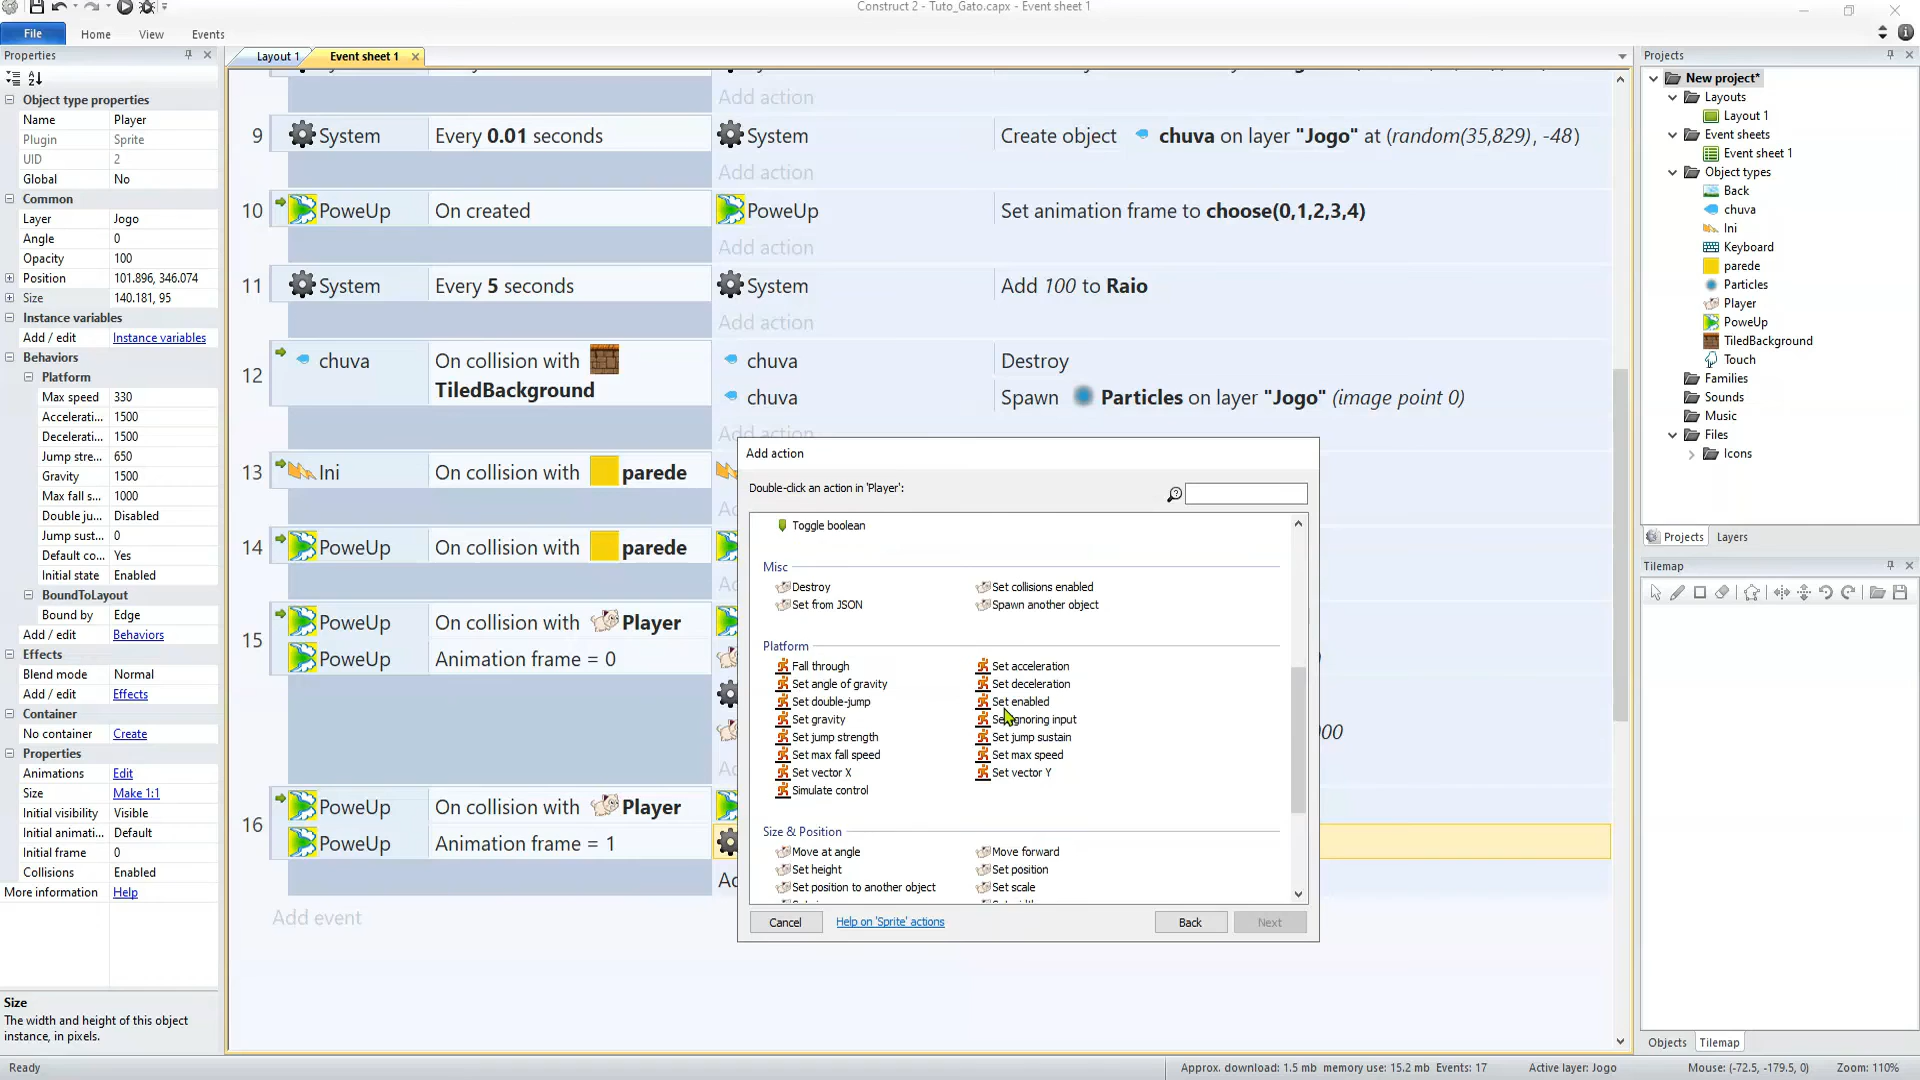 Construct 2 - Tuto_Gato.capx - Event sheet 1
File Home View Events
Properties
Object type properties
Name Player
Plugin Sprite
UID 2
Global No
Common
Layer Jogo
Angle 0
Opacity 100
Position 101.896, 346.074
Size 140.181, 95
Instance variables
Add / edit Instance variables
Behaviors
Platform
Max speed 330
Accelerati... 1500
Decelerati... 1500
Jump stre... 650
Gravity 1500
Max fall s... 1000
Double ju... Disabled
Jump sust... 0
Default co... Yes
Initial state Enabled
BoundToLayout
Bound by Edge
Add / edit Behaviors
Effects
Blend mode Normal
Add / edit Effects
Container
No container Create
Properties
Animations Edit
Size Make 1:1
Initial visibility Visible
Initial animati... Default
Initial frame 0
Collisions Enabled
More information Help
Size
The width and height of this object
instance, in pixels.
Layout 1 Event sheet 1
Add action
9 System Every 0.01 seconds System Create object chuva on layer "Jogo" at (random(35,829), -48)
Add action
10 PoweUp On created PoweUp Set animation frame to choose(0,1,2,3,4)
Add action
11 System Every 5 seconds System Add 100 to Raio
Add action
12 chuva On collision with TiledBackground chuva Destroy
chuva Spawn Particles on layer "Jogo" (image point 0)
Add action
13 Ini On collision with parede
14 PoweUp On collision with parede
15 PoweUp On collision with Player
PoweUp Animation frame = 0
00
16 PoweUp On collision with Player
PoweUp Animation frame = 1
Add event
Add action
Double-click an action in 'Player':
Toggle boolean
Misc
Destroy Set collisions enabled
Set from JSON Spawn another object
Platform
Fall through Set acceleration
Set angle of gravity Set deceleration
Set double-jump Set enabled
Set gravity Set ignoring input
Set jump strength Set jump sustain
Set max fall speed Set max speed
Set vector X Set vector Y
Simulate control
Size & Position
Move at angle Move forward
Set height Set position
Set position to another object Set scale
Cancel Help on 'Sprite' actions Back Next
Projects
New project*
Layouts
Layout 1
Event sheets
Event sheet 1
Object types
Back
chuva
Ini
Keyboard
parede
Particles
Player
PoweUp
TiledBackground
Touch
Families
Sounds
Music
Files
Icons
Projects Layers
Tilemap
Objects Tilemap
Ready Approx. download: 1.5 mb memory use: 15.2 mb Events: 17 Active layer: Jogo Mouse: (-72.5, -179.5, 0) Zoom: 110%